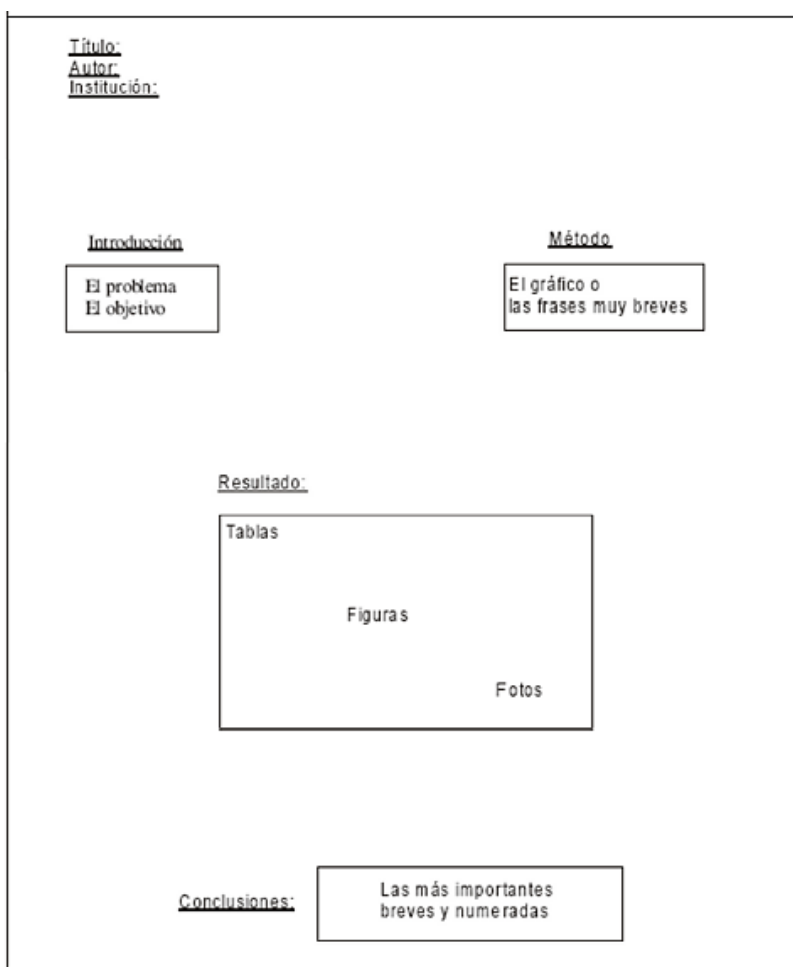 Título:
Autor:
Institución:
Introducción
El problema
El objetivo
Método
El gráfico o
las frases muy breves
Resultado:
Tablas
Figuras
Fotos
Conclusiones:
Las más importantes
breves y numeradas